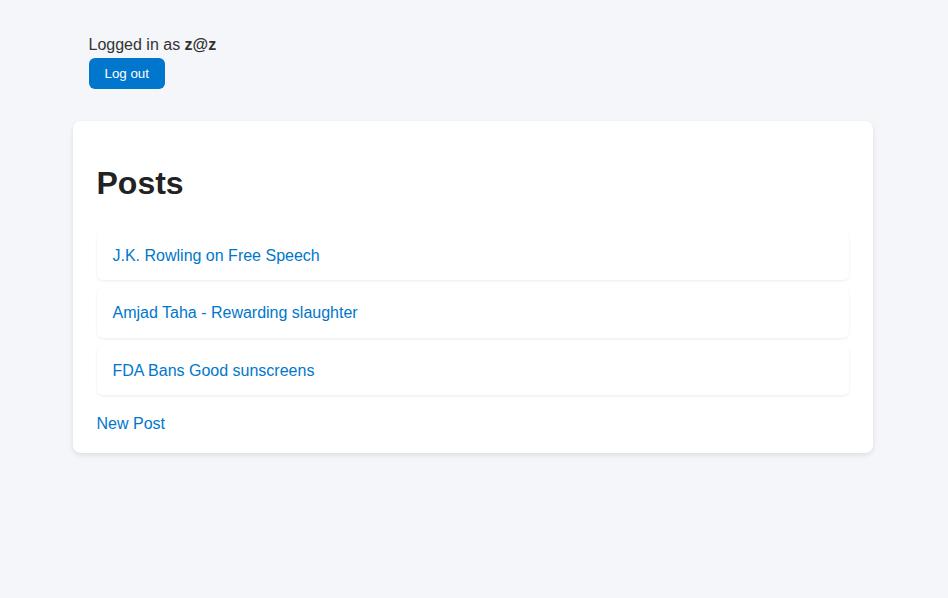 Logged in as z@z
Log out
Posts
J.K. Rowling on Free Speech
Amjad Taha - Rewarding slaughter
FDA Bans Good sunscreens
New Post